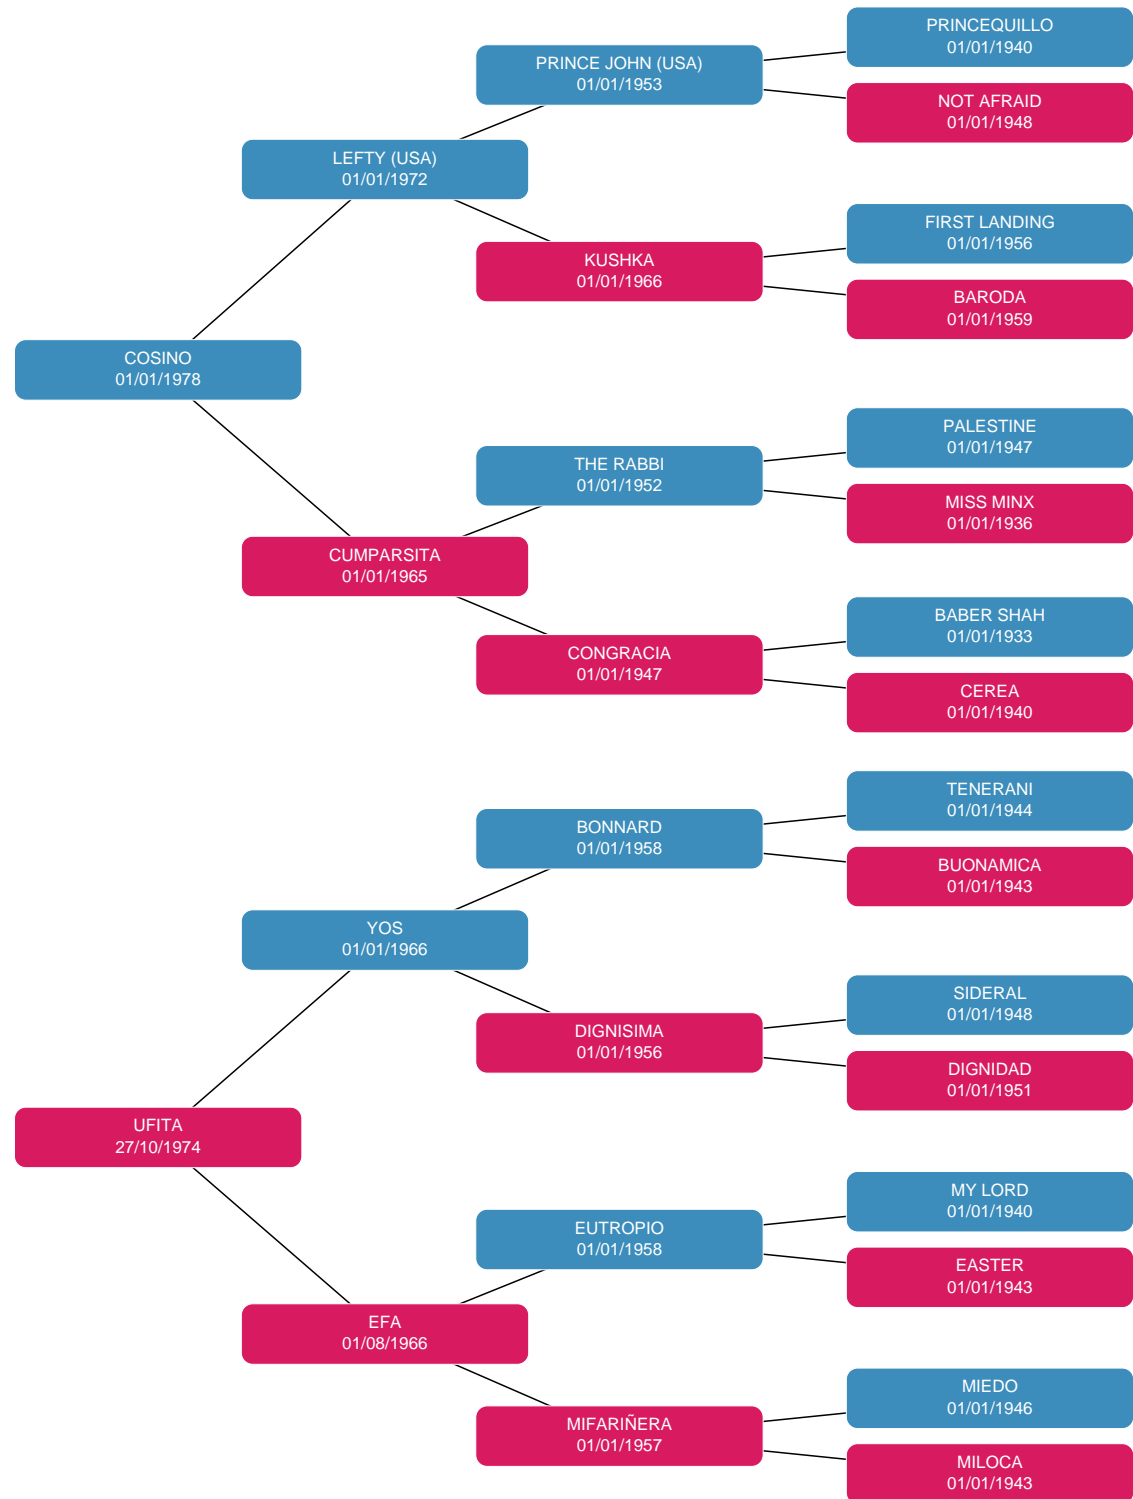 PRINCEQUILLO
01/01/1940
PRINCE JOHN (USA)
01/01/1953
NOT AFRAID
01/01/1948
LEFTY (USA)
01/01/1972
FIRST LANDING
01/01/1956
KUSHKA
01/01/1966
BARODA
01/01/1959
COSINO
01/01/1978
PALESTINE
01/01/1947
THE RABBI
01/01/1952
MISS MINX
01/01/1936
CUMPARSITA
01/01/1965
BABER SHAH
01/01/1933
CONGRACIA
01/01/1947
CEREA
01/01/1940
TENERANI
01/01/1944
BONNARD
01/01/1958
BUONAMICA
01/01/1943
YOS
01/01/1966
SIDERAL
01/01/1948
DIGNISIMA
01/01/1956
DIGNIDAD
01/01/1951
UFITA
27/10/1974
MY LORD
01/01/1940
EUTROPIO
01/01/1958
EASTER
01/01/1943
EFA
01/08/1966
MIEDO
01/01/1946
MIFARIÑERA
01/01/1957
MILOCA
01/01/1943